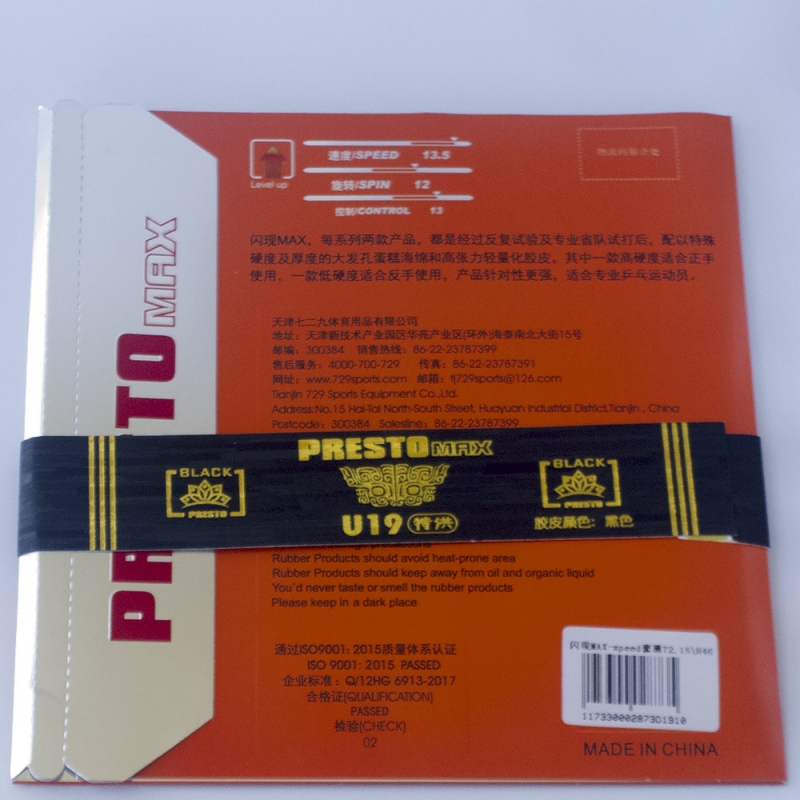 Level up
速度/SPEED 13.5
旋转/SPIN 12
控制/CONTROL 13
闪现MAX，每系列两款产品，都是经过反复试验及专业省队试打后，配以特殊
硬度及厚度的大发孔蛋糕海绵和高张力轻量化胶皮，其中一款高硬度适合正手
使用，一款低硬度适合反手使用，产品针对性更强，适合专业乒乓运动员。
天津七二九体育用品有限公司
地址：天津新技术产业园区华苑产业区(环外)海泰南北大街15号
邮编：300384 销售热线：86-22-23787399
售后服务：4000-700-729 传真：86-22-23787391
网址：www.729sports.com 邮箱：tj729sports@126.com
Tianjin 729 Sports Equipment Co.,Ltd.
Address:No.15 Hai-Tai North-South Street, Huayuan Industrial District,Tianjin , China
Postcode：300384 Salesline：86-22-23787399
PRESTO MAX
BLACK
PRESTO
PRESTO MAX
U19 特供
BLACK
PRESTO
胶皮颜色：黑色
Rubber Products should avoid heat-prone area
Rubber Products should keep away from oil and organic liquid
You'd never taste or smell the rubber products
Please keep in a dark place
通过ISO9001: 2015质量体系认证
ISO 9001: 2015 PASSED
企业标准：Q/12HG 6913-2017
合格证(QUALIFICATION)
PASSED
检验(CHECK)
02
闪现MAX-speed套黑T2.15\H46
11733000287301910
MADE IN CHINA